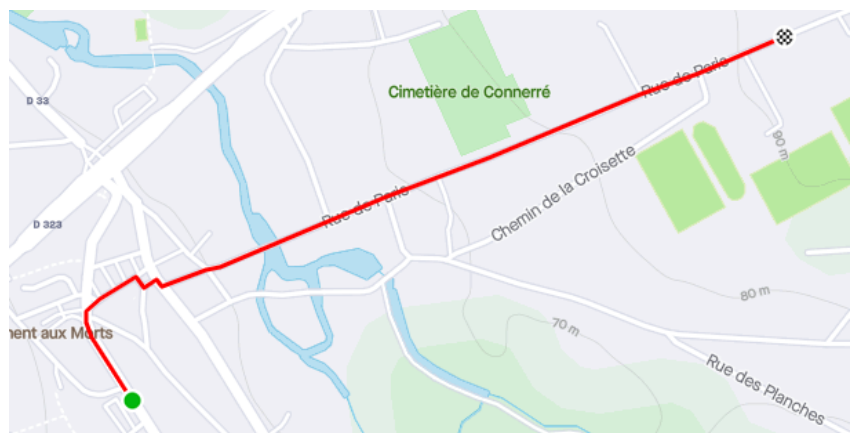 Rue de Paris
Cimetière de Connerré
D 33
90 m
Chemin de la Croisette
Rue de Paris
D 323
80 m
70 m
ment aux Morts
Rue des Planches